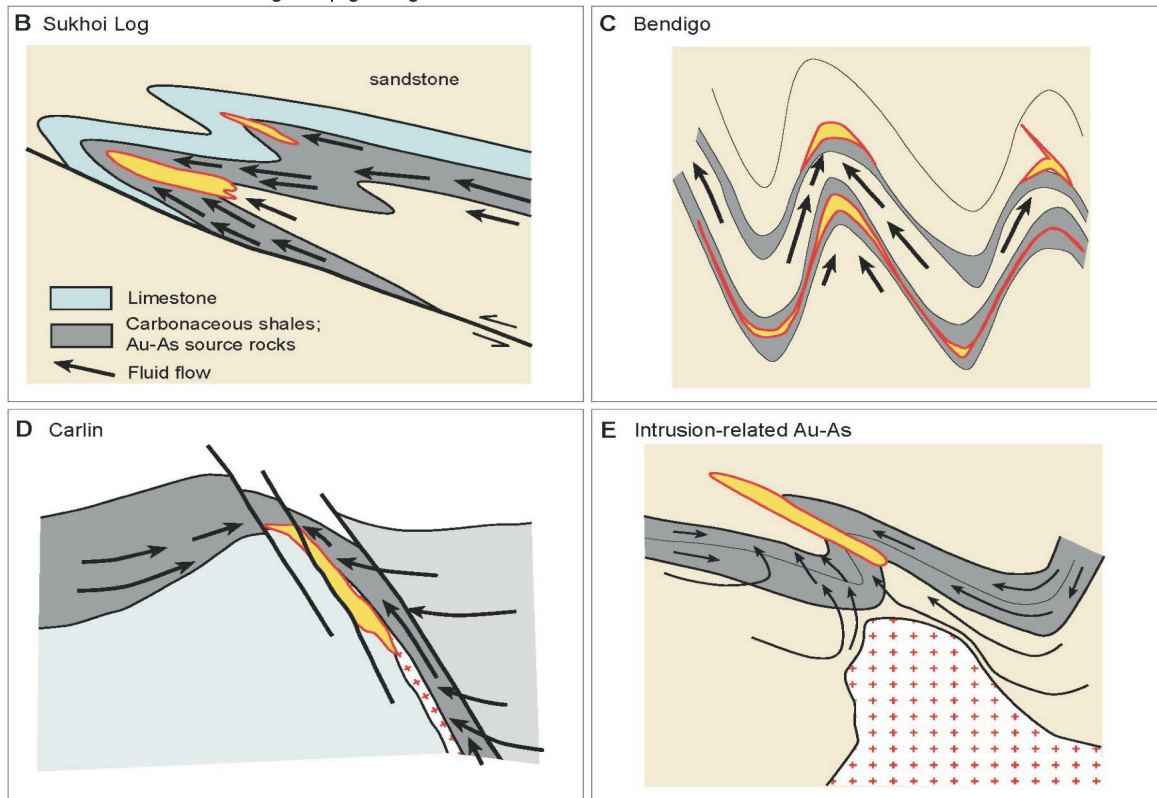 B Sukhoi Log
sandstone
Limestone
Carbonaceous shales;
Au-As source rocks
Fluid flow
C Bendigo
D Carlin
E Intrusion-related Au-As